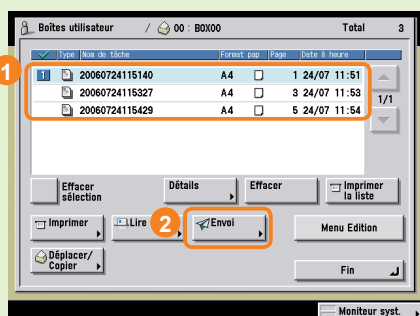 Boîtes utilisateur / 00 : BOX00 Total 3
Type Nom de tâche Format pap Page Date & heure
1
1 20060724115140 A4 1 24/07 11:51
20060724115327 A4 3 24/07 11:53
20060724115429 A4 5 24/07 11:54
1/1
Effacer sélection
Détails
Effacer
Imprimer la liste
Imprimer
Lire
2
Envoi
Menu Edition
Déplacer/ Copier
Fin
Moniteur syst.